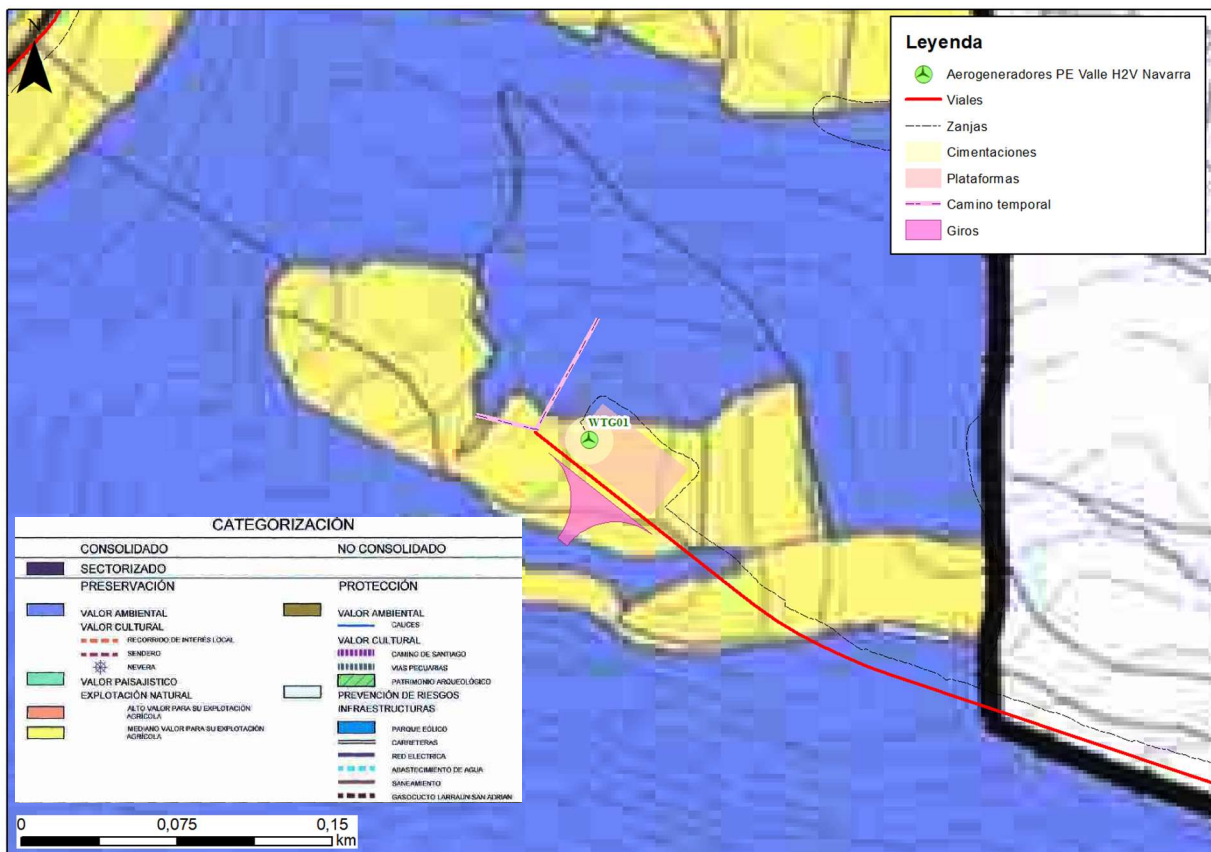 N
Leyenda
Aerogeneradores PE Valle H2V Navarra
Viales
Zanjas
Cimentaciones
Plataformas
Camino temporal
Giros
WTG01
CATEGORIZACIÓN
CONSOLIDADO
NO CONSOLIDADO
SECTORIZADO
PRESERVACIÓN
VALOR AMBIENTAL
VALOR CULTURAL
RECORRIDO DE INTERÉS LOCAL
SENDERO
NEVERA
VALOR PAISAJISTICO
EXPLOTACIÓN NATURAL
ALTO VALOR PARA SU EXPLOTACIÓN
AGRÍCOLA
MEDIANO VALOR PARA SU EXPLOTACIÓN
AGRÍCOLA
PROTECCIÓN
VALOR AMBIENTAL
CAUCES
VALOR CULTURAL
CAMINO DE SANTIAGO
VIAS PECUARIAS
PATRIMONIO ARQUEOLÓGICO
PREVENCIÓN DE RIESGOS
INFRAESTRUCTURAS
PARQUE EÓLICO
CARRETERAS
RED ELECTRICA
ABASTECIMIENTO DE AGUA
SANEAMIENTO
GASOCUCTO LARRAUN-SAN ADRIAN
0 0,075 0,15
km